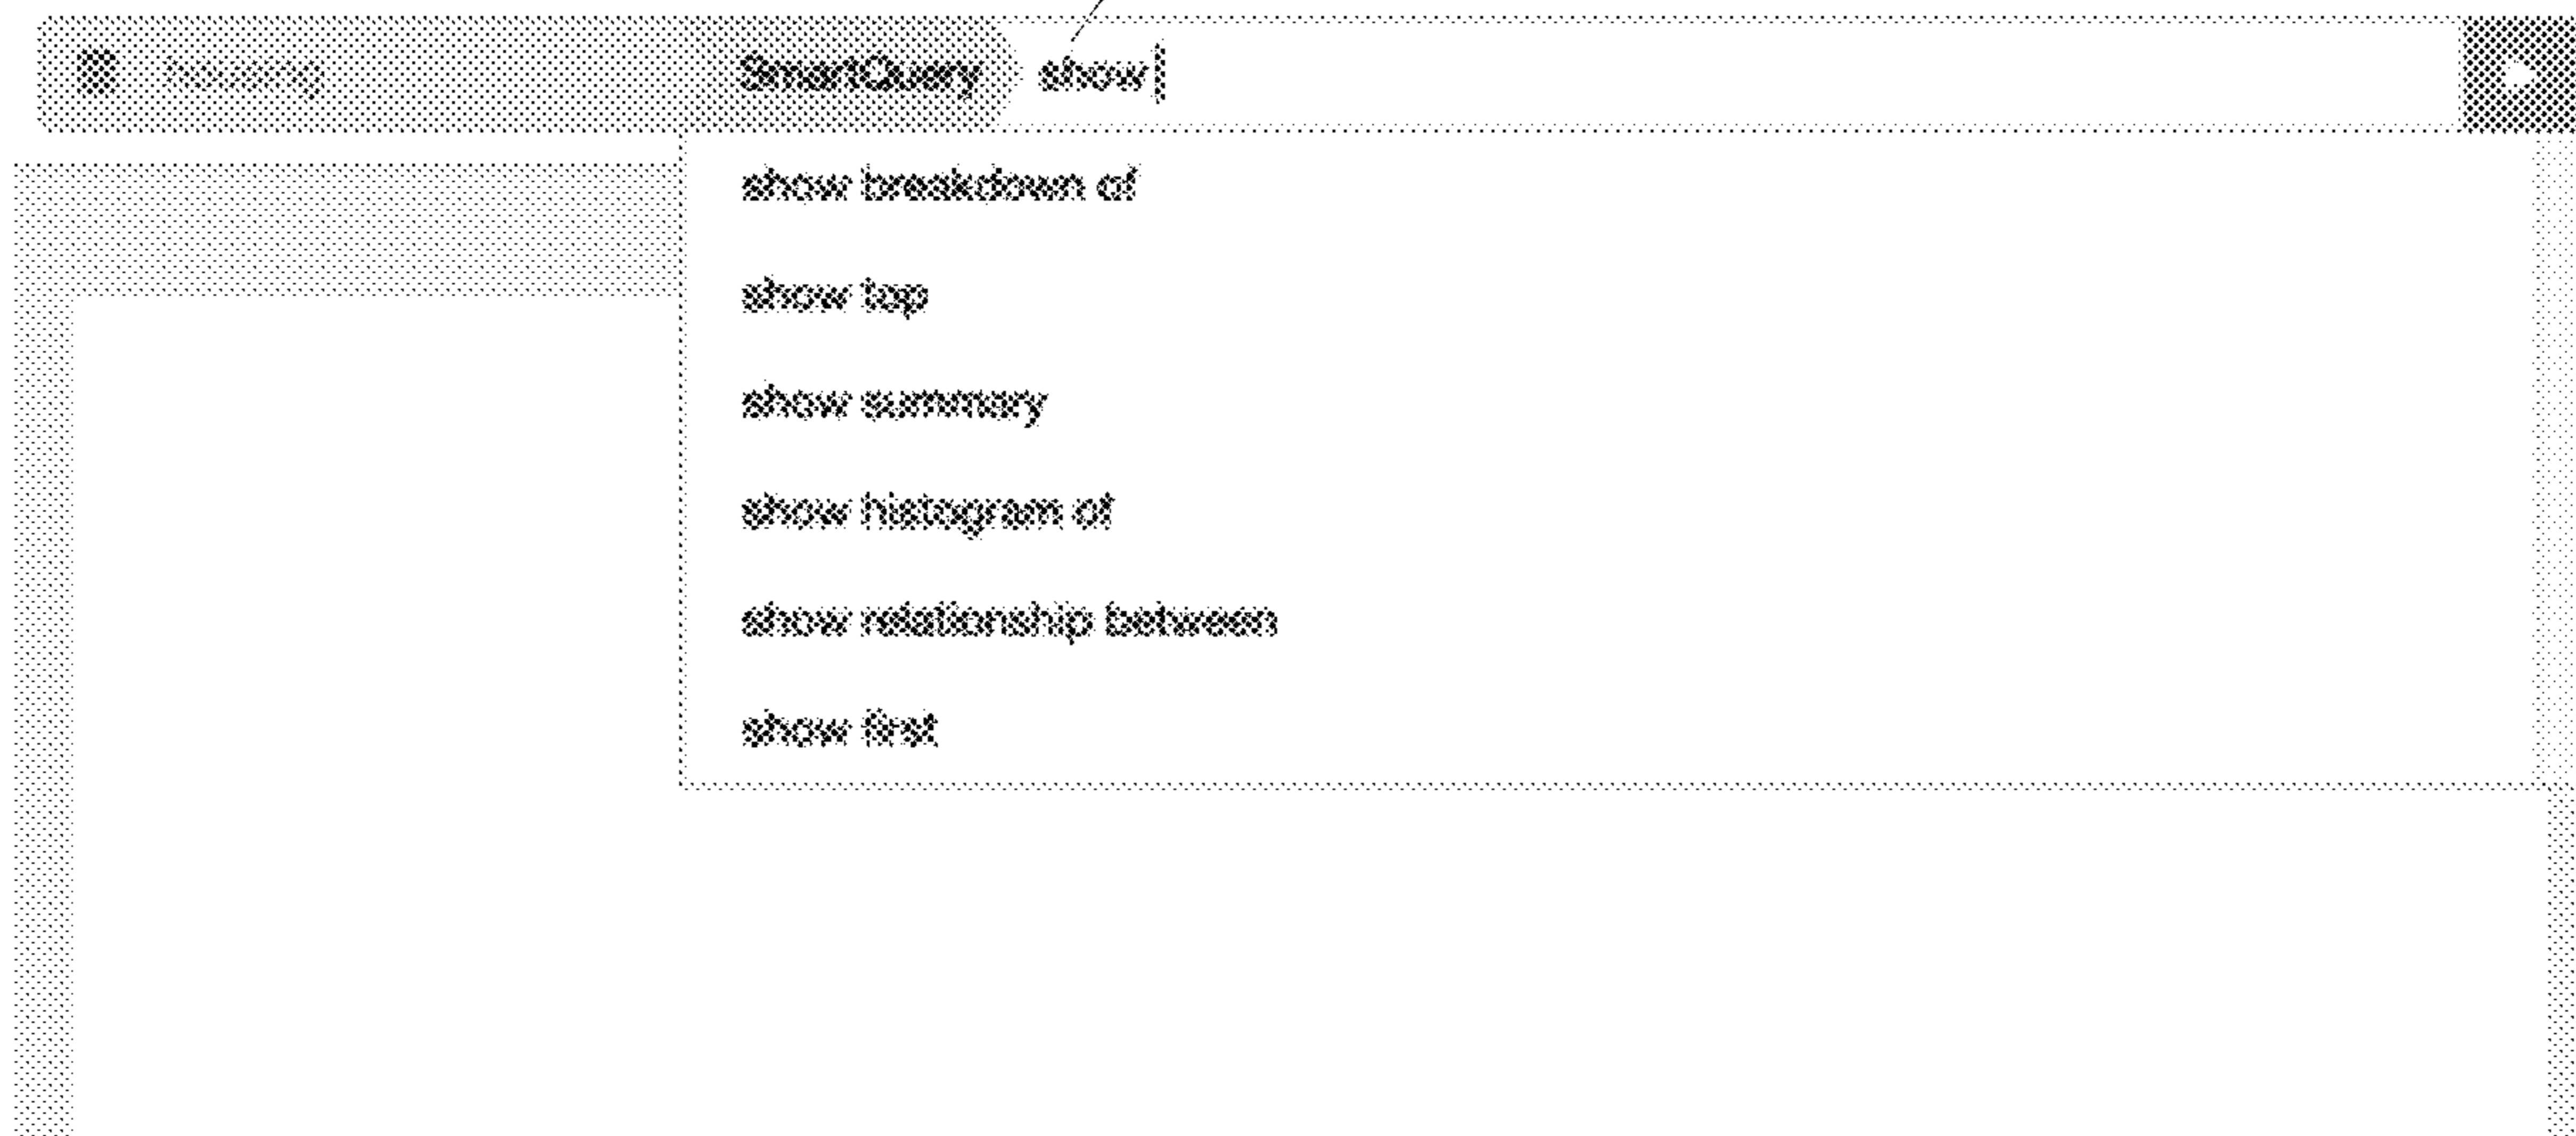 SmartQuery show
show breakdown of
show top
show summary
show histogram of
show relationship between
show first